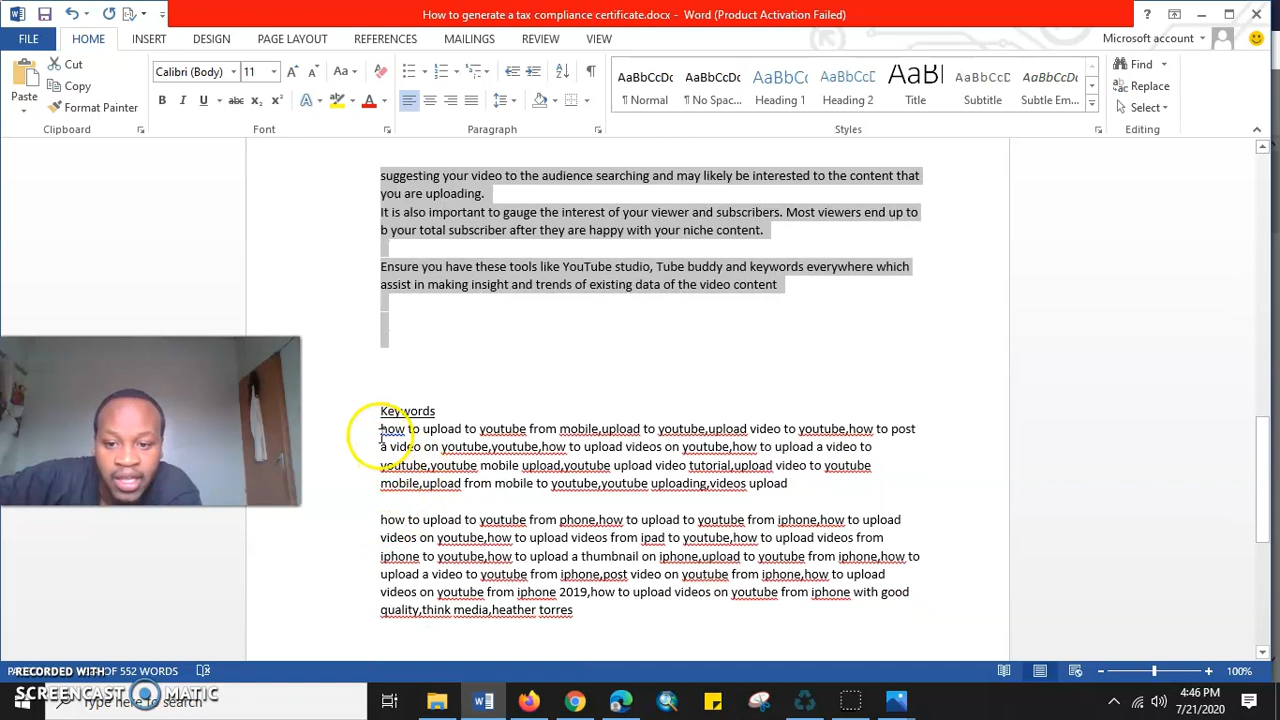 How to generate a tax compliance certificate.docx - Word (Product Activation Failed)
FILE HOME INSERT DESIGN PAGE LAYOUT REFERENCES MAILINGS REVIEW VIEW Microsoft account
Paste Cut Copy Format Painter
Calibri (Body) 11
AaBbCcDc AaBbCcDc AaBbCc AaBbCcC AaBl AaBbCcD AaBbCcDc
¶ Normal ¶ No Spac... Heading Heading 2 Title Subtitle Subtle Em...
Find Replace Select
Clipboard Font Paragraph Styles Editing
suggesting your video to the audience searching and may likely be interested to the content that
you are uploading.
It is also important to gauge the interest of your viewer and subscribers. Most viewers end up to
b your total subscriber after they are happy with your niche content.
Ensure you have these tools like YouTube studio, Tube buddy and keywords everywhere which
assist in making insight and trends of existing data of the video content
Keywords
how to upload to youtube from mobile,upload to youtube,upload video to youtube,how to post
a video on youtube,youtube,how to upload videos on youtube,how to upload a video to
youtube,youtube mobile upload,youtube upload video tutorial,upload video to youtube
mobile,upload from mobile to youtube,youtube uploading,videos upload
how to upload to youtube from phone,how to upload to youtube from iphone,how to upload
videos on youtube,how to upload videos from ipad to youtube,how to upload videos from
iphone to youtube,how to upload a thumbnail on iphone,upload to youtube from iphone,how to
upload a video to youtube from iphone,post video on youtube from iphone,how to upload
videos on youtube from iphone 2019,how to upload videos on youtube from iphone with good
quality,think media,heather torres
OF 552 WORDS 100%
RECORDED WITH
SCREENCAST MATIC
Type here to search
4:46 PM
7/21/2020